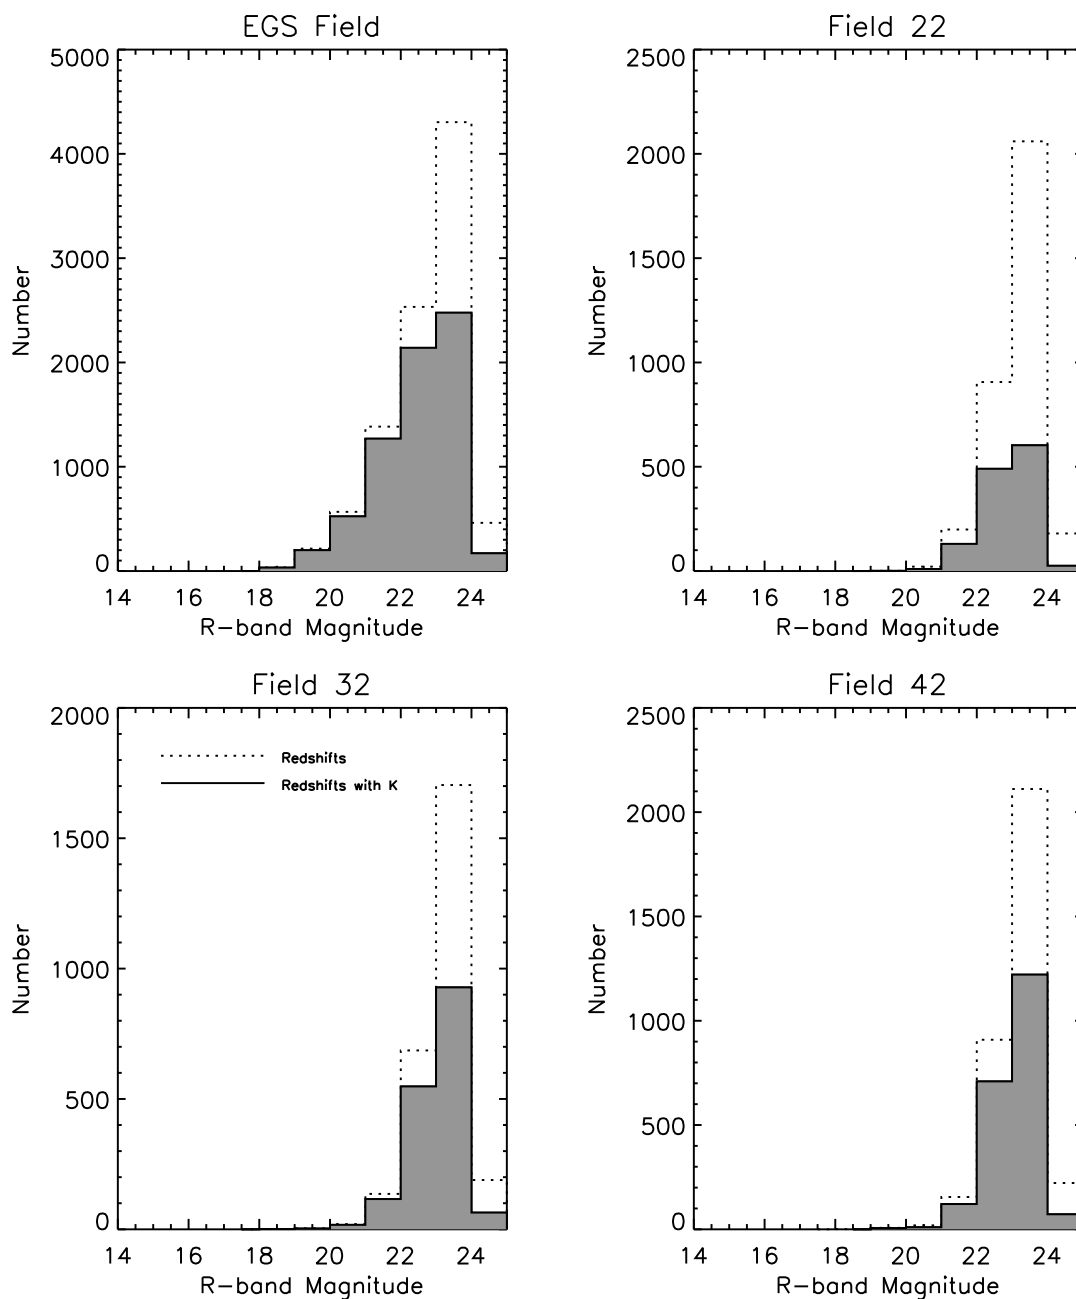 EGS Field
5000
4000
3000
2000
1000
0
Number
14 16 18 20 22 24
R-band Magnitude
Field 22
2500
2000
1500
1000
500
0
Number
14 16 18 20 22 24
R-band Magnitude
Field 32
2000
1500
1000
500
0
Number
Redshifts
Redshifts with K
14 16 18 20 22 24
R-band Magnitude
Field 42
2500
2000
1500
1000
500
0
Number
14 16 18 20 22 24
R-band Magnitude